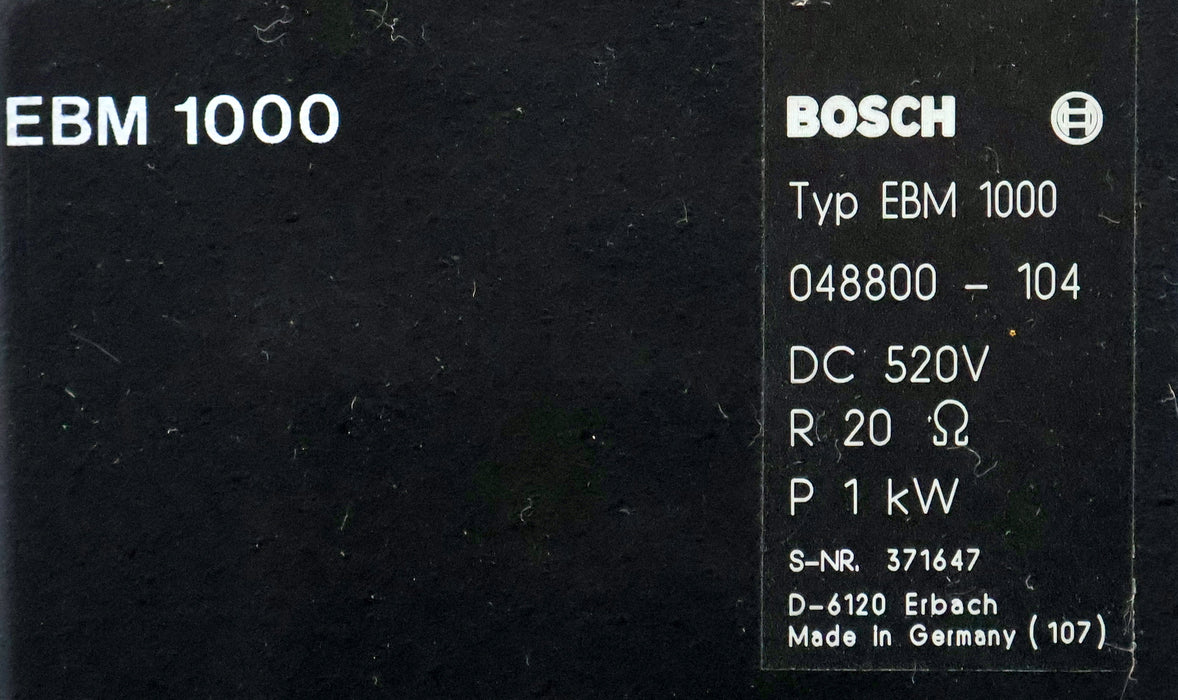 EBM 1000
BOSCH
Typ EBM 1000
048800 - 104
DC 520V
R 20 Ω
P 1 kW
S-NR. 371647
D-6120 Erbach
Made in Germany (107)